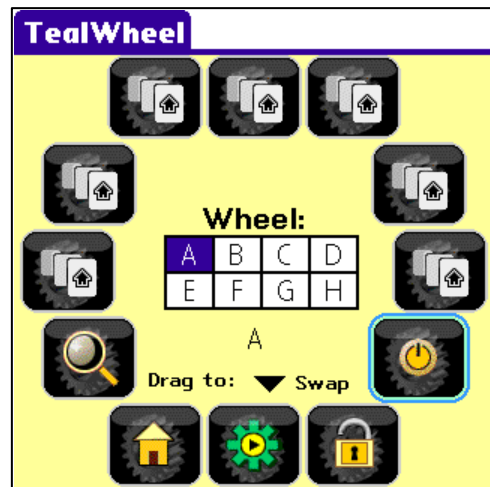 TealWheel
Wheel:
A B C D
E F G H
A
Drag to: Swap